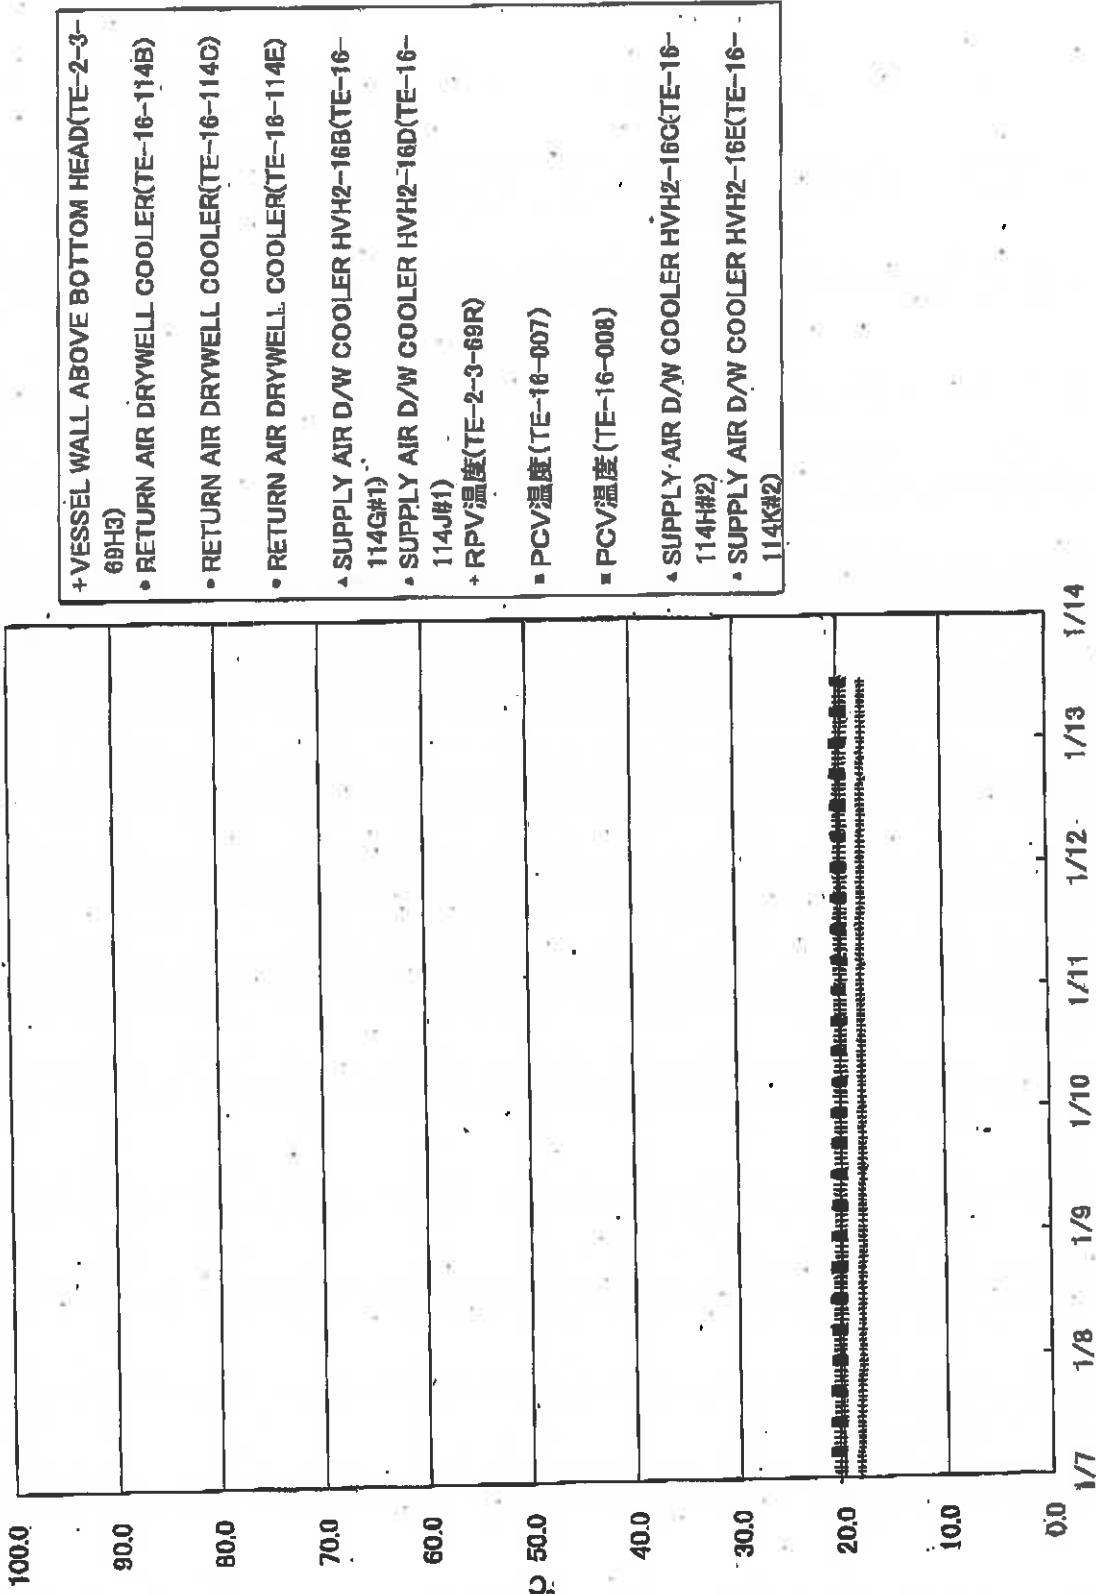 100.0
90.0
80.0
70.0
60.0
50.0
40.0
30.0
20.0
10.0
0.0
℃
1/7
1/8
1/9
1/10
1/11
1/12
1/13
1/14
+VESSEL WALL ABOVE BOTTOM HEAD(TE-2-3-
69H3)
RETURN AIR DRYWELL COOLER(TE-16-114B)
RETURN AIR DRYWELL COOLER(TE-16-114C)
RETURN AIR DRYWELL COOLER(TE-16-114E)
SUPPLY AIR D/W COOLER HVH2-16B(TE-16-
114G#1)
SUPPLY AIR D/W COOLER HVH2-16D(TE-16-
114J#1)
+RPV温度(TE-2-3-69R)
PCV温度(TE-16-007)
PCV温度(TE-16-008)
SUPPLY AIR D/W COOLER HVH2-16C(TE-16-
114H#2)
SUPPLY AIR D/W COOLER HVH2-16E(TE-16-
114K#2)